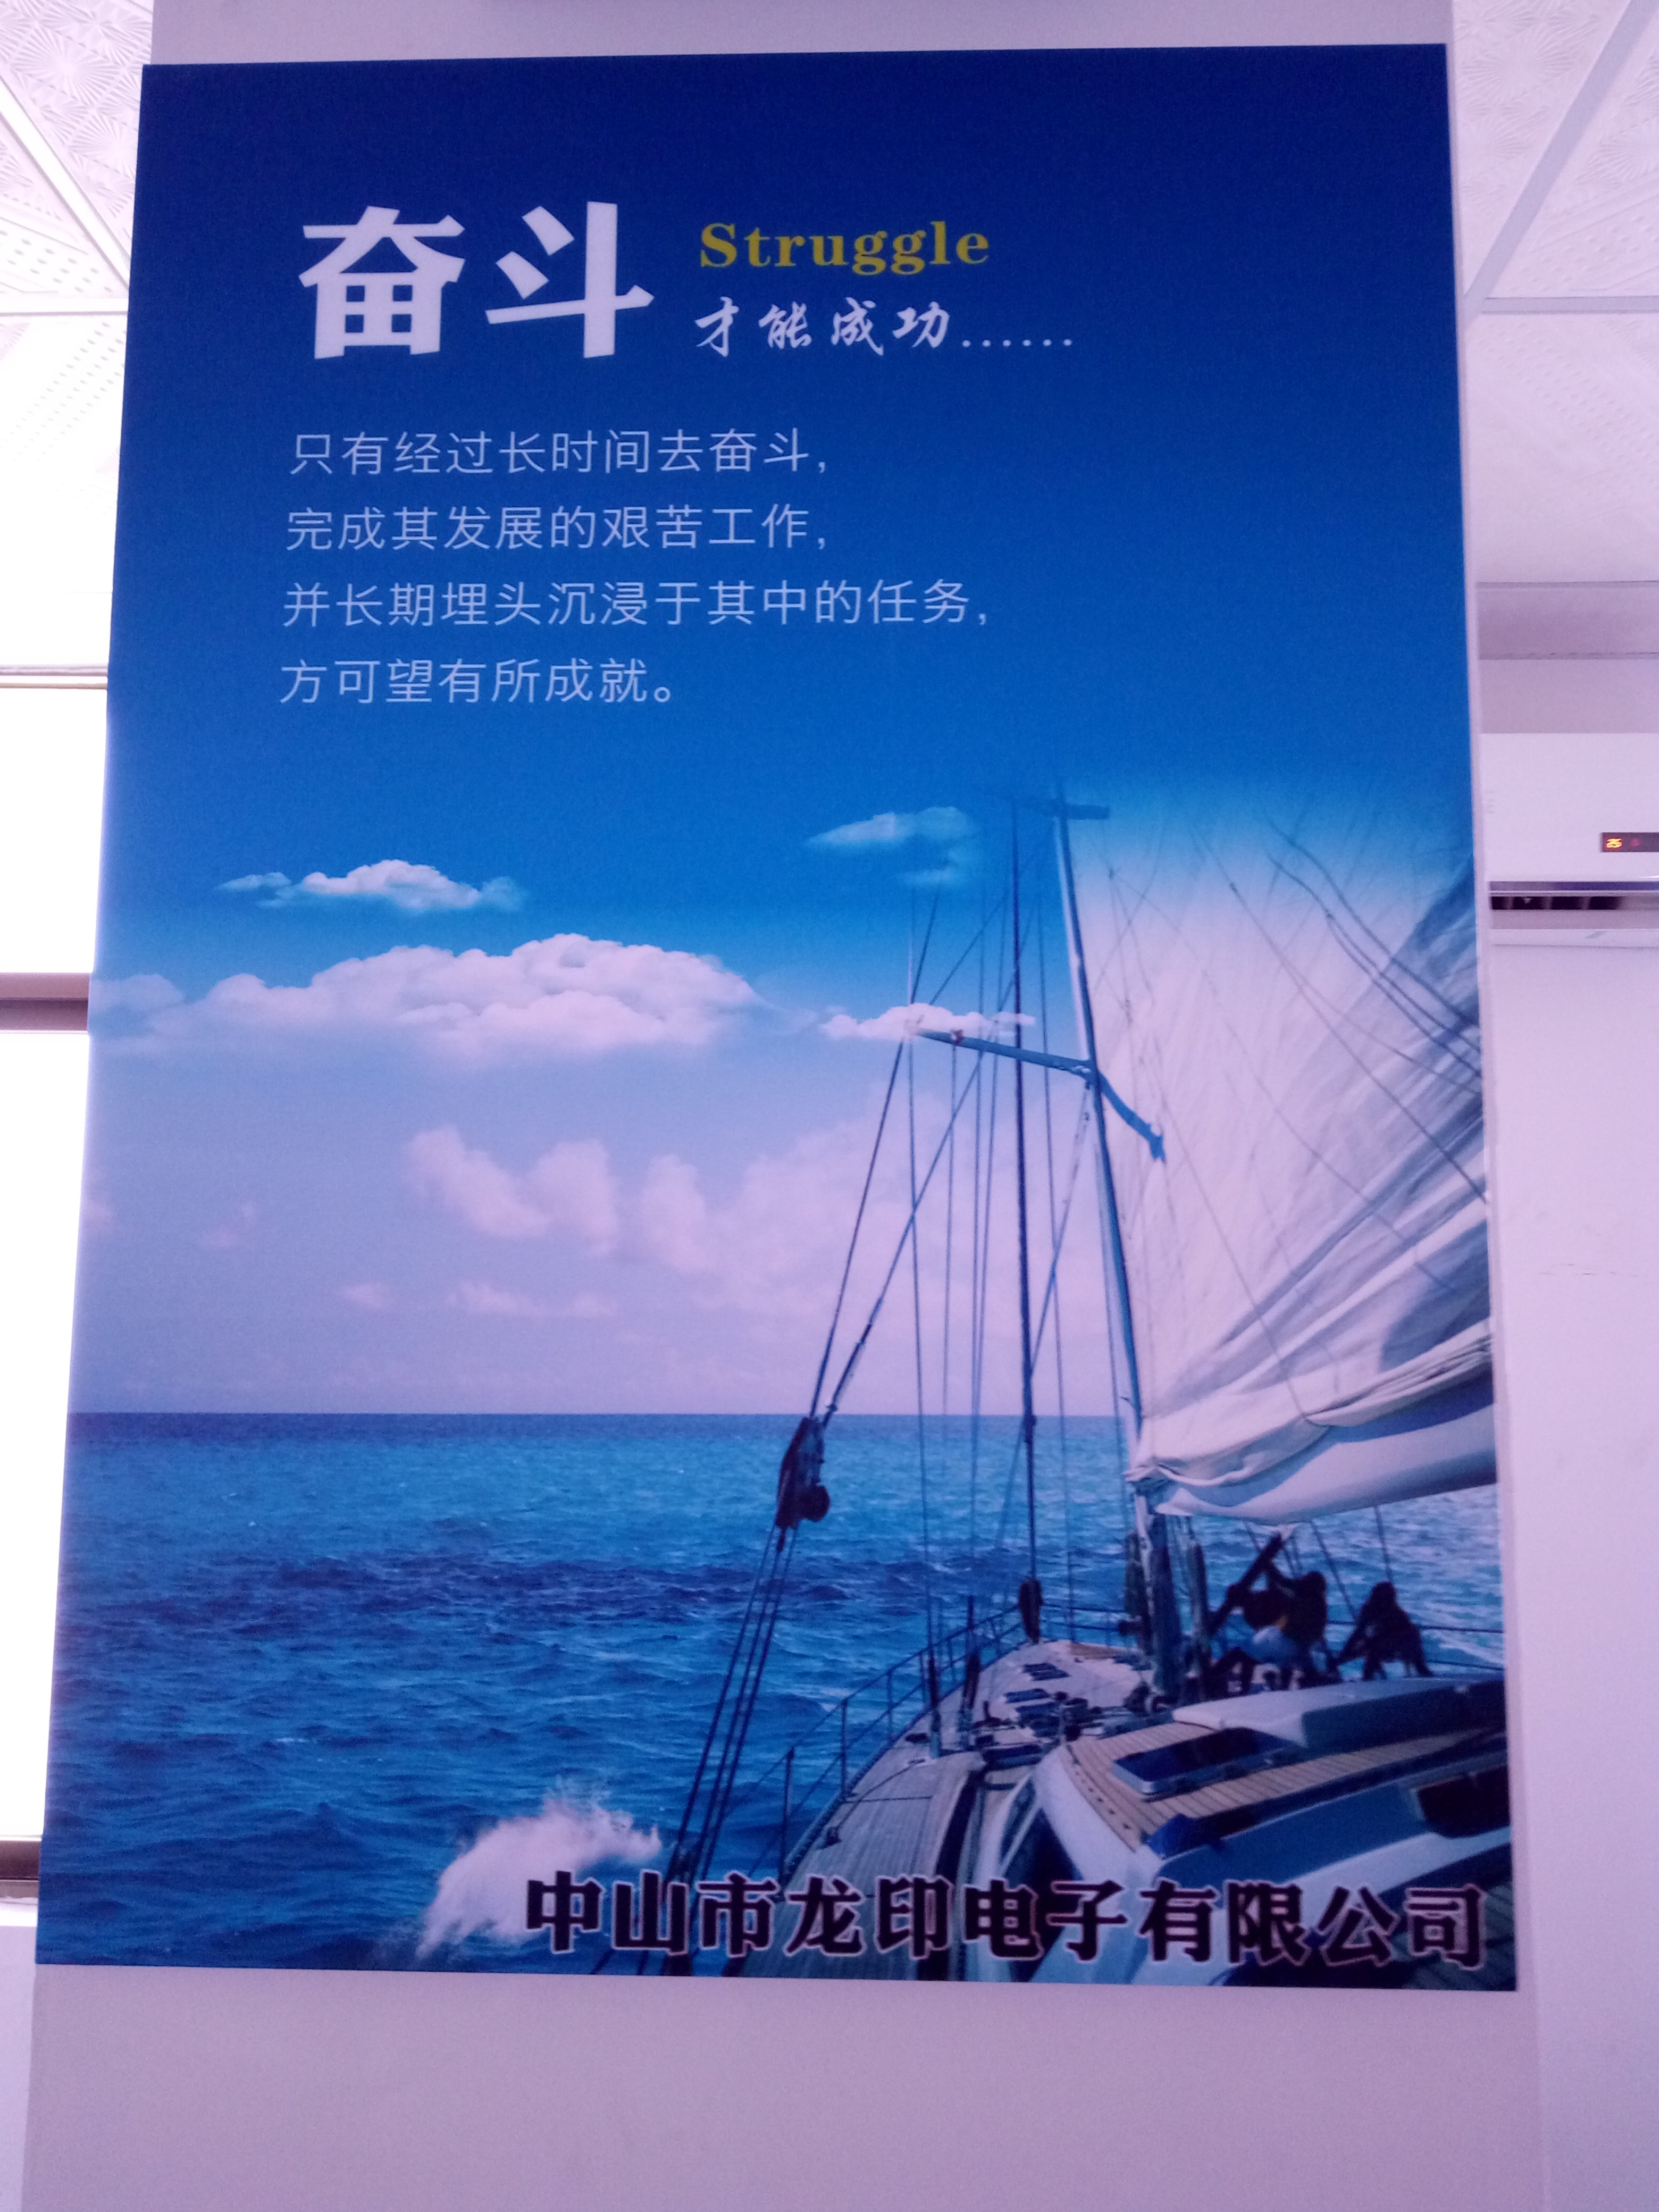 奋斗
Struggle
才能成功……
只有经过长时间去奋斗，
完成其发展的艰苦工作，
并长期埋头沉浸于其中的任务，
方可望有所成就。
25
中山市龙印电子有限公司